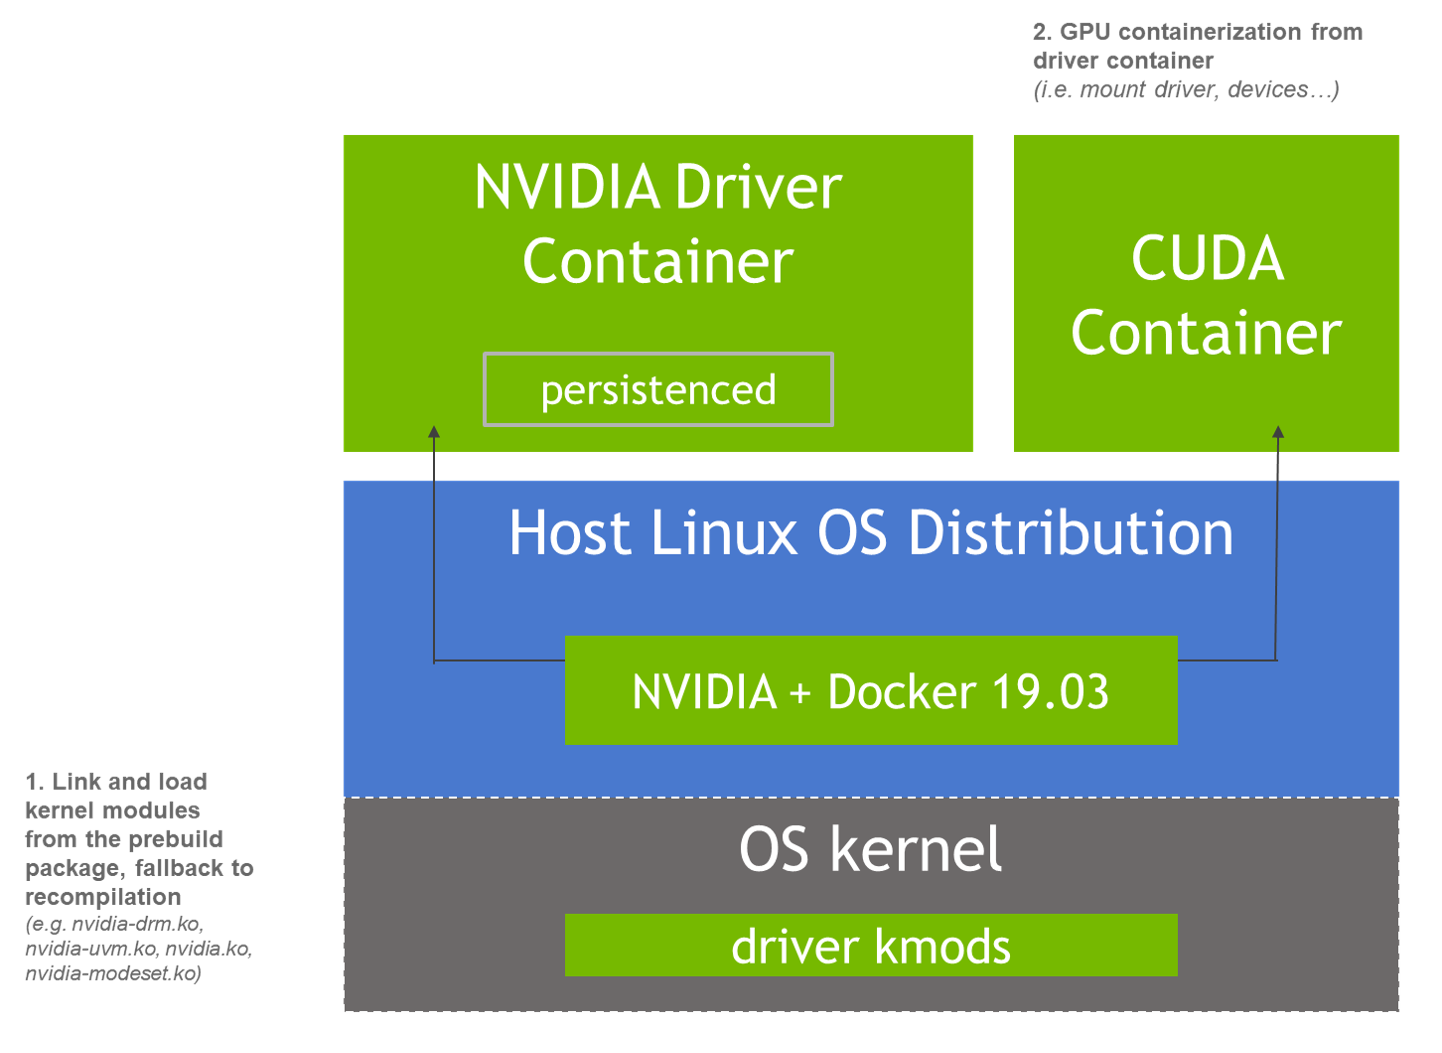 2. GPU containerization from
driver container
(i.e. mount driver, devices…)
NVIDIA Driver
Container
persistenced
CUDA
Container
Host Linux OS Distribution
NVIDIA + Docker 19.03
1. Link and load
kernel modules
from the prebuild
package, fallback to
recompilation
(e.g. nvidia-drm.ko,
nvidia-uvm.ko, nvidia.ko,
nvidia-modeset.ko)
OS kernel
driver kmods